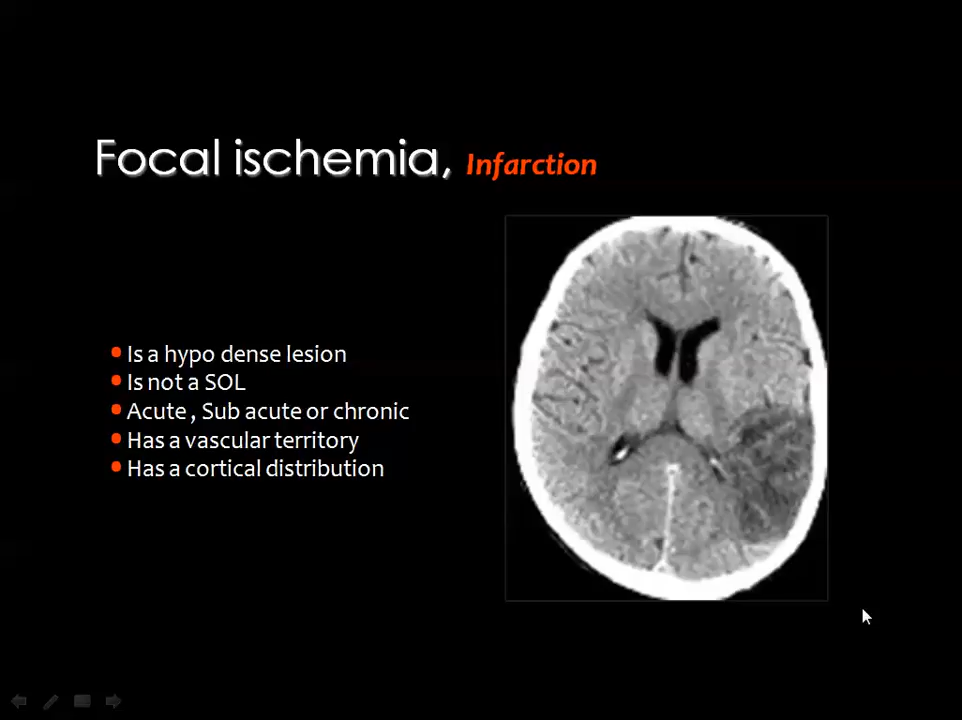 Focal ischemia, Infarction
Is a hypo dense lesion
Is not a SOL
Acute , Sub acute or chronic
Has a vascular territory
Has a cortical distribution